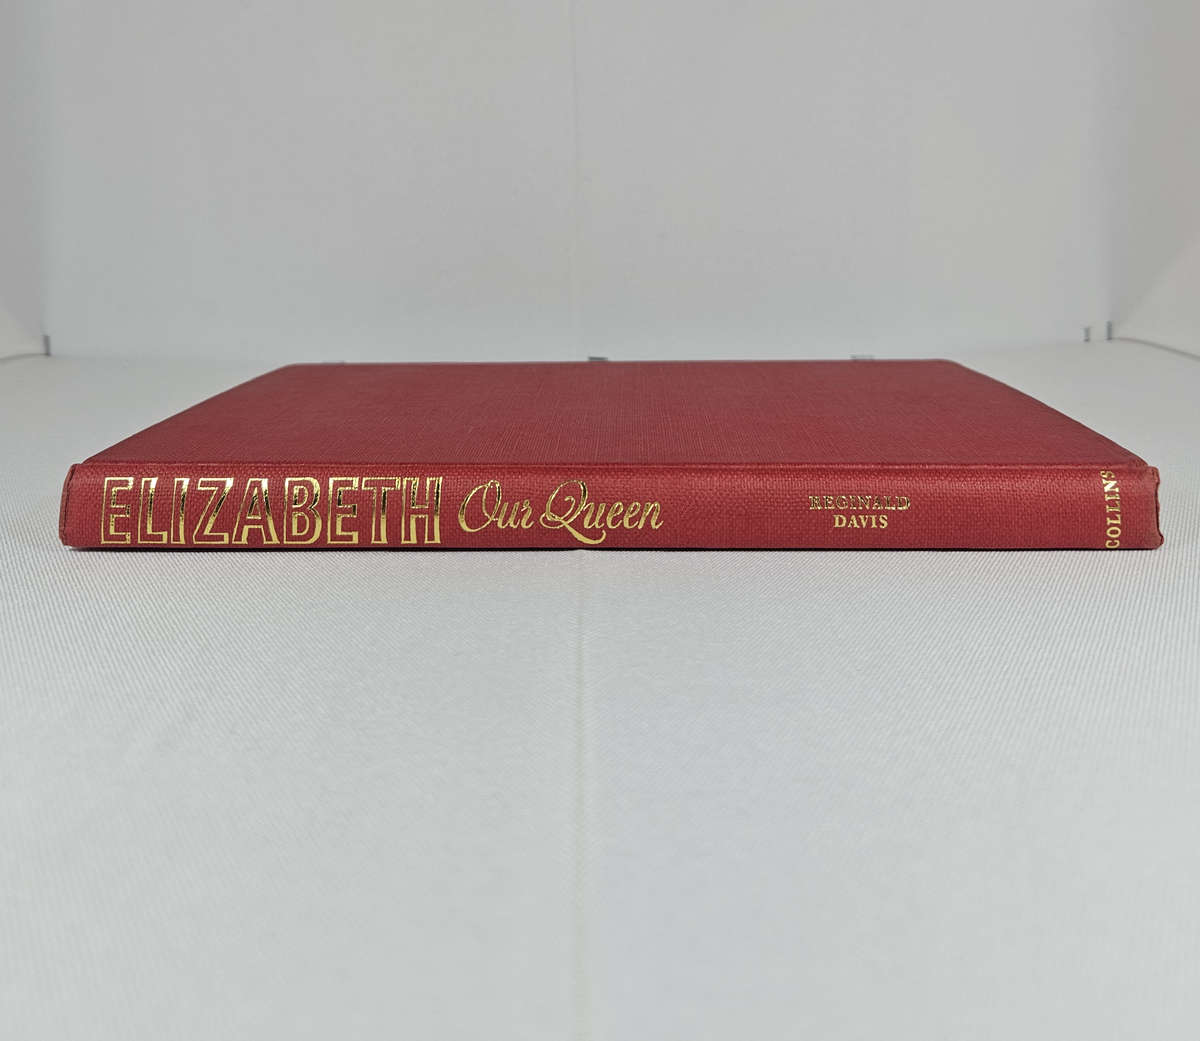 ELIZABETH Our Queen
REGINALD
DAVIS
COLLINS